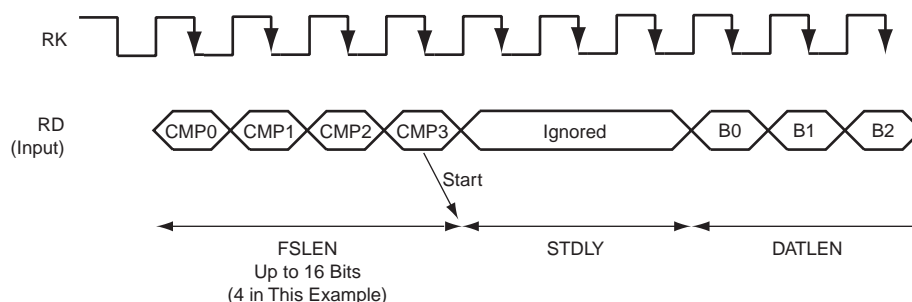 RK
RD
(Input)
CMP0 CMP1 CMP2 CMP3 Ignored B0 B1 B2
Start
FSLEN STDLY DATLEN
Up to 16 Bits
(4 in This Example)